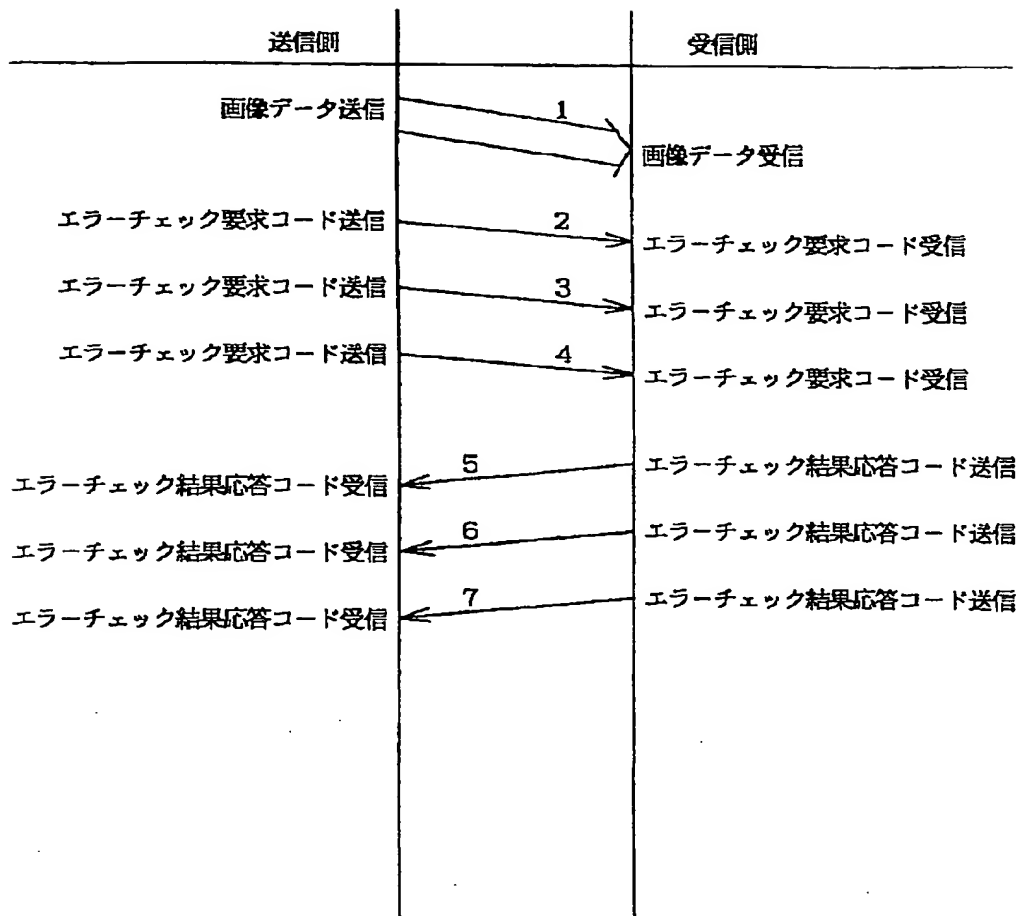 送信側
受信側
画像データ送信
1
画像データ受信
エラーチェック要求コード送信
2
エラーチェック要求コード受信
エラーチェック要求コード送信
3
エラーチェック要求コード受信
エラーチェック要求コード送信
4
エラーチェック要求コード受信
5
エラーチェック結果応答コード送信
エラーチェック結果応答コード受信
6
エラーチェック結果応答コード送信
エラーチェック結果応答コード受信
7
エラーチェック結果応答コード送信
エラーチェック結果応答コード受信